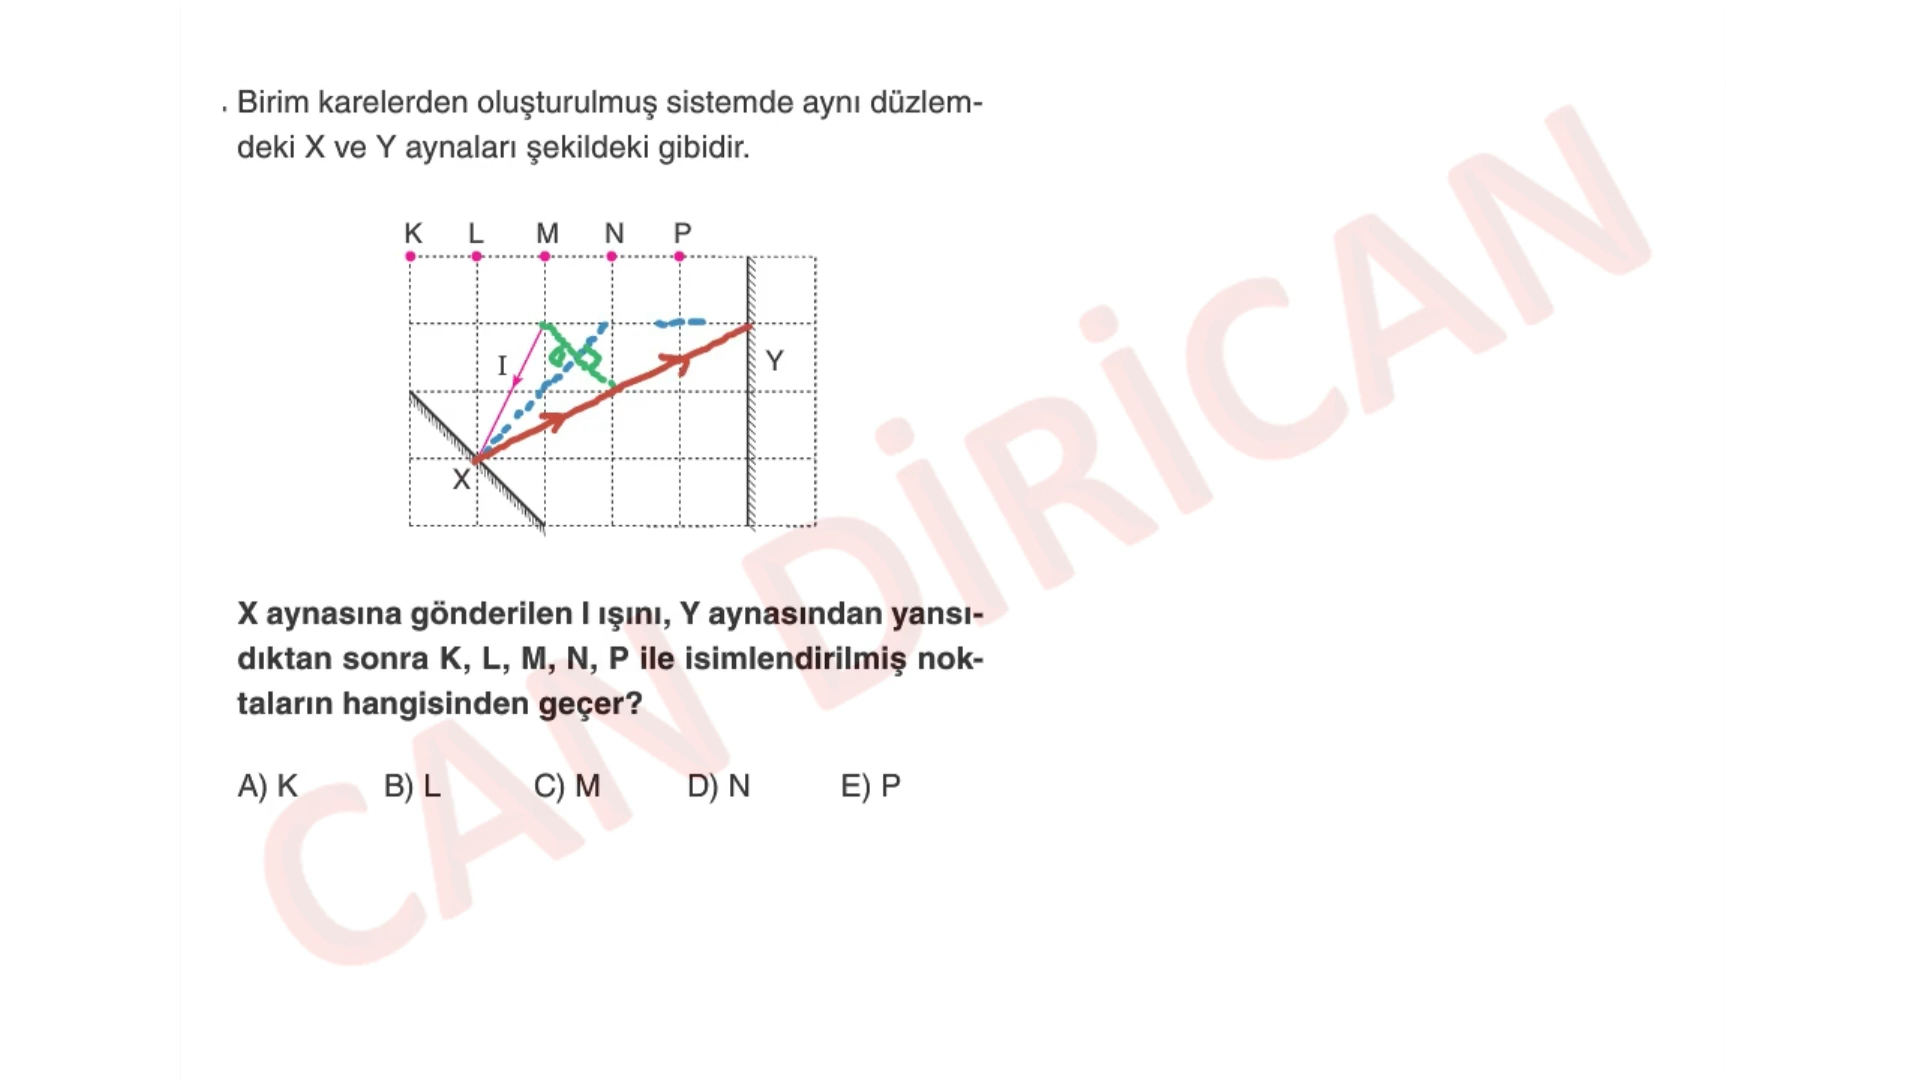 . Birim karelerden oluşturulmuş sistemde aynı düzlem-
deki X ve Y aynaları şekildeki gibidir.
K L M N P
I
Y
X
X aynasına gönderilen I ışını, Y aynasından yansı-
dıktan sonra K, L, M, N, P ile isimlendirilmiş nok-
taların hangisinden geçer?
A) K B) L C) M D) N E) P
CAN DİRİCAN